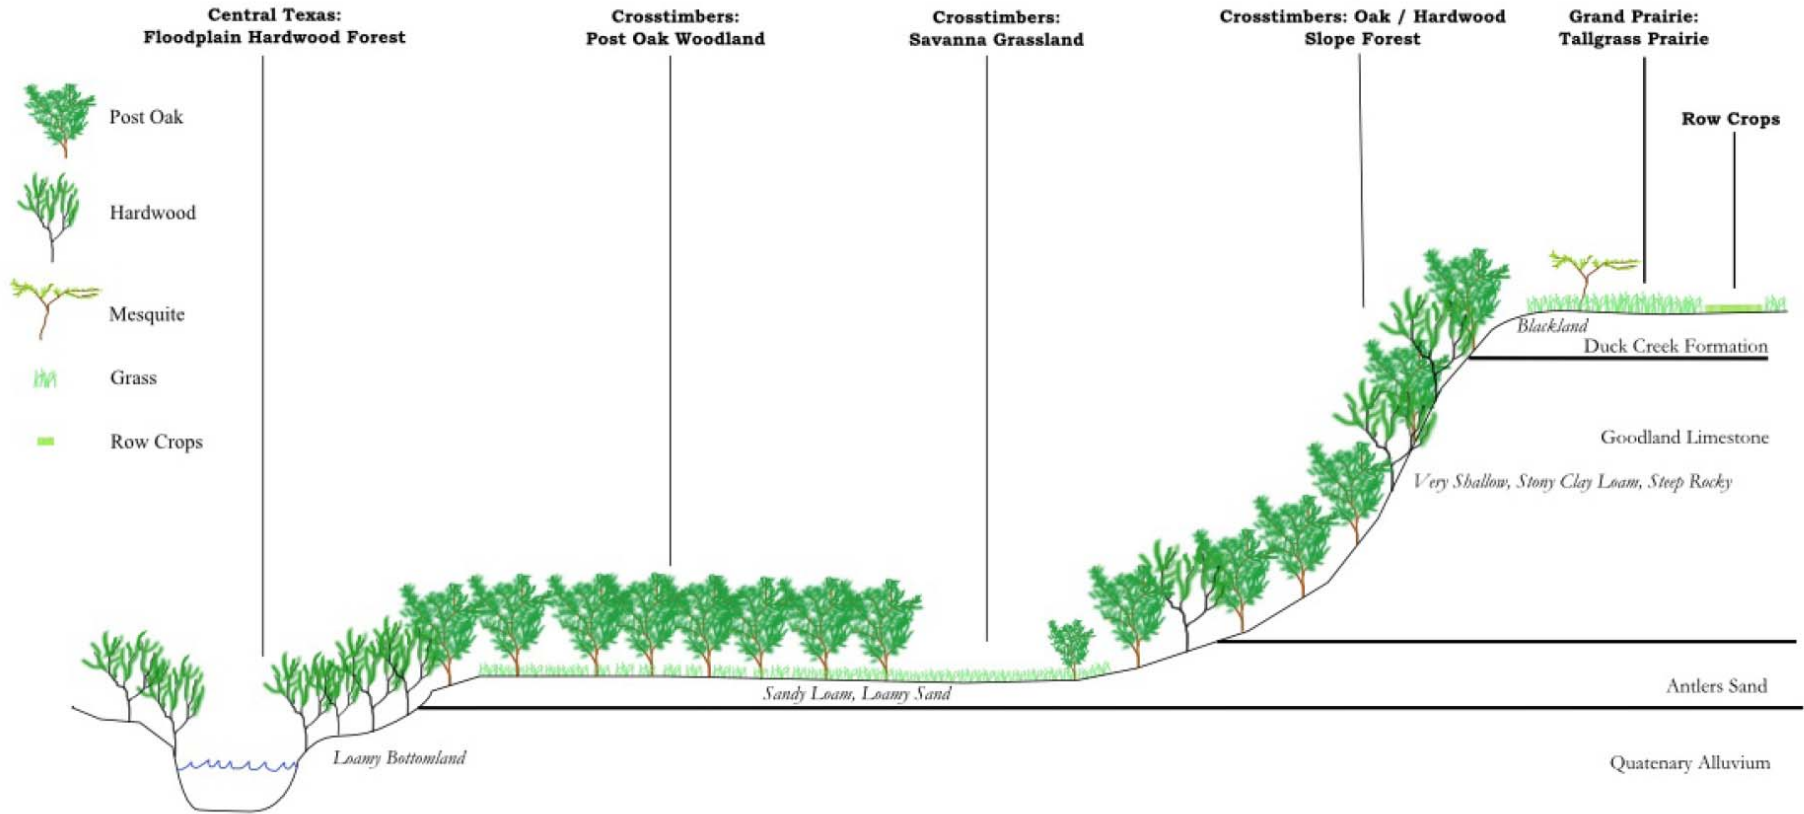 Central Texas:
Floodplain Hardwood Forest
Crosstimbers:
Post Oak Woodland
Crosstimbers:
Savanna Grassland
Crosstimbers: Oak / Hardwood
Slope Forest
Grand Prairie:
Tallgrass Prairie
Row Crops
Post Oak
Hardwood
Mesquite
Grass
Row Crops
Blackland
Duck Creek Formation
Goodland Limestone
Very Shallow, Stony Clay Loam, Steep Rocky
Antlers Sand
Sandy Loam, Loamy Sand
Loamy Bottomland
Quatenary Alluvium